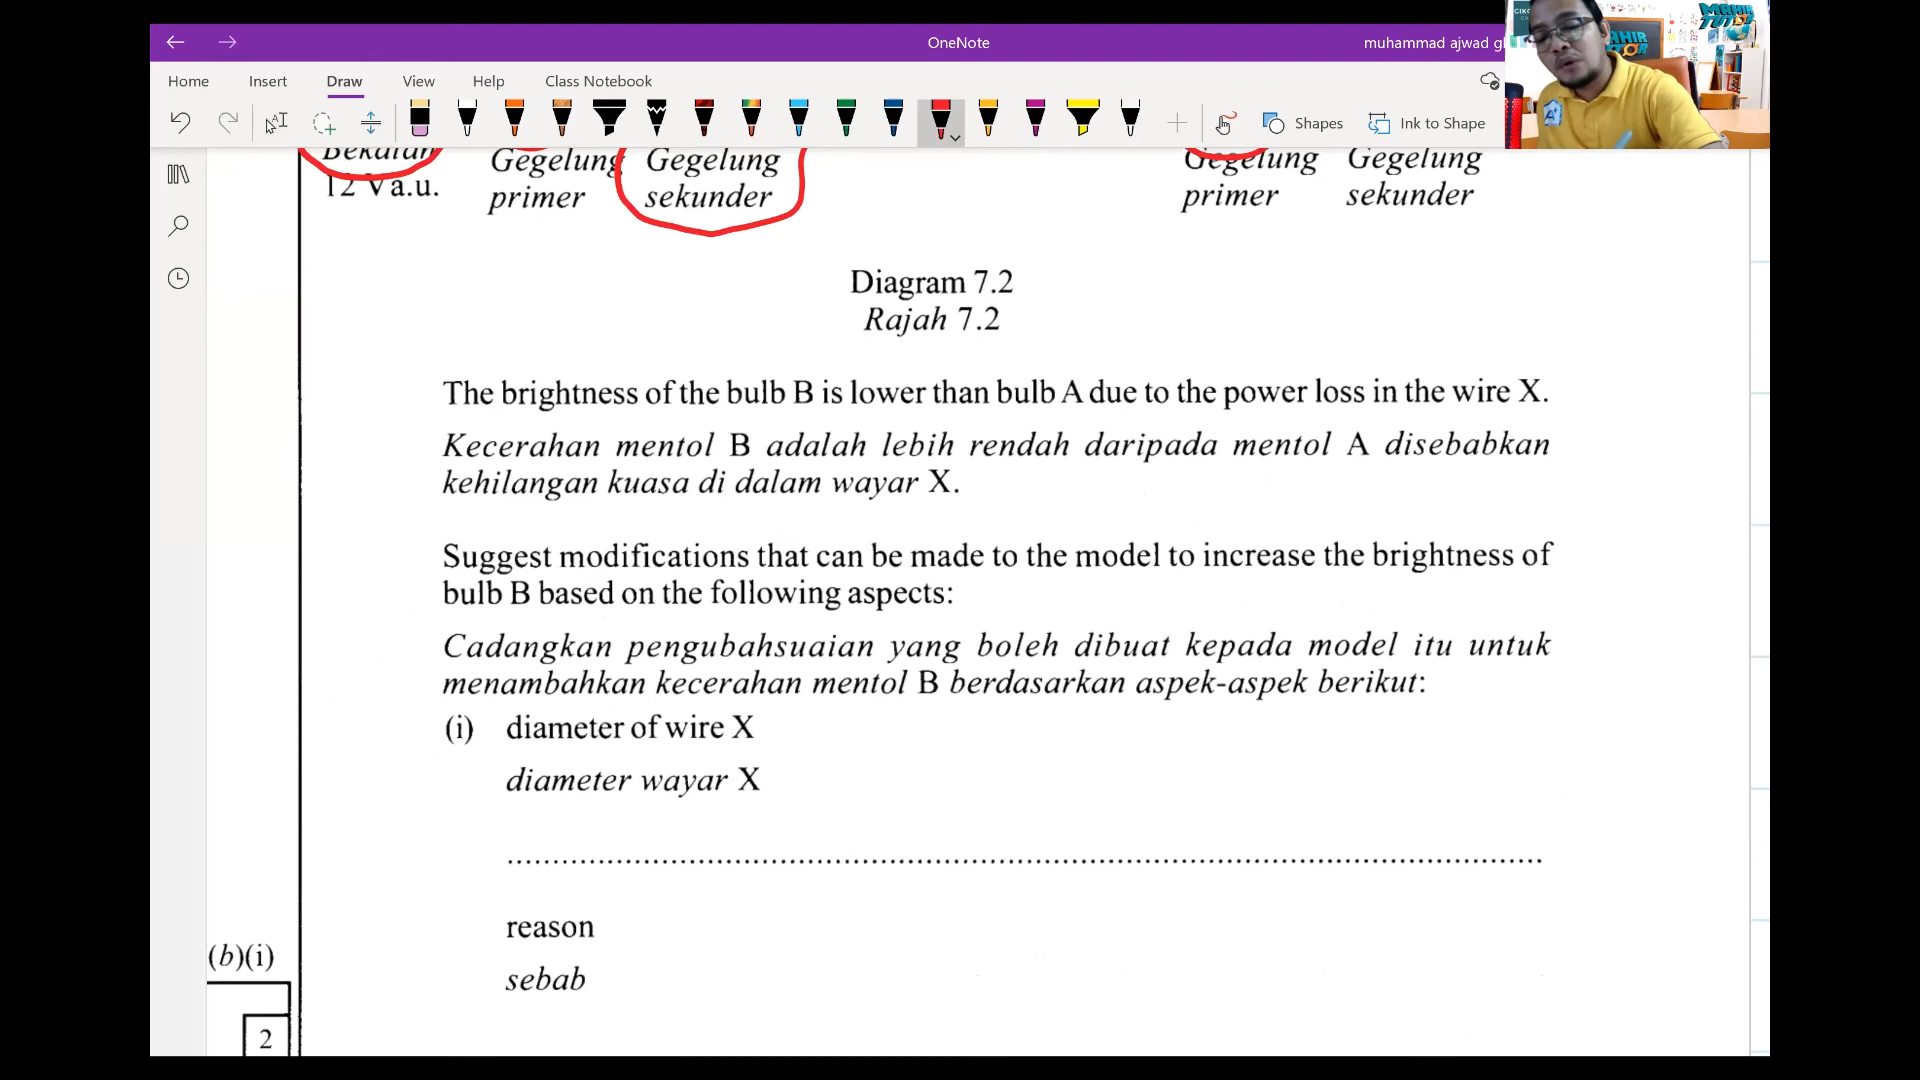 OneNote
muhammad ajwad g
Home Insert Draw View Help Class Notebook
Shapes Ink to Shape
MAHIR
TUTOR
Bekalan Gegelung Gegelung Gegelung Gegelung
12 V a.u. primer sekunder primer sekunder
Diagram 7.2
Rajah 7.2
The brightness of the bulb B is lower than bulb A due to the power loss in the wire X.
Kecerahan mentol B adalah lebih rendah daripada mentol A disebabkan
kehilangan kuasa di dalam wayar X.
Suggest modifications that can be made to the model to increase the brightness of
bulb B based on the following aspects:
Cadangkan pengubahsuaian yang boleh dibuat kepada model itu untuk
menambahkan kecerahan mentol B berdasarkan aspek-aspek berikut:
(i) diameter of wire X
diameter wayar X
reason
(b)(i)
sebab
2